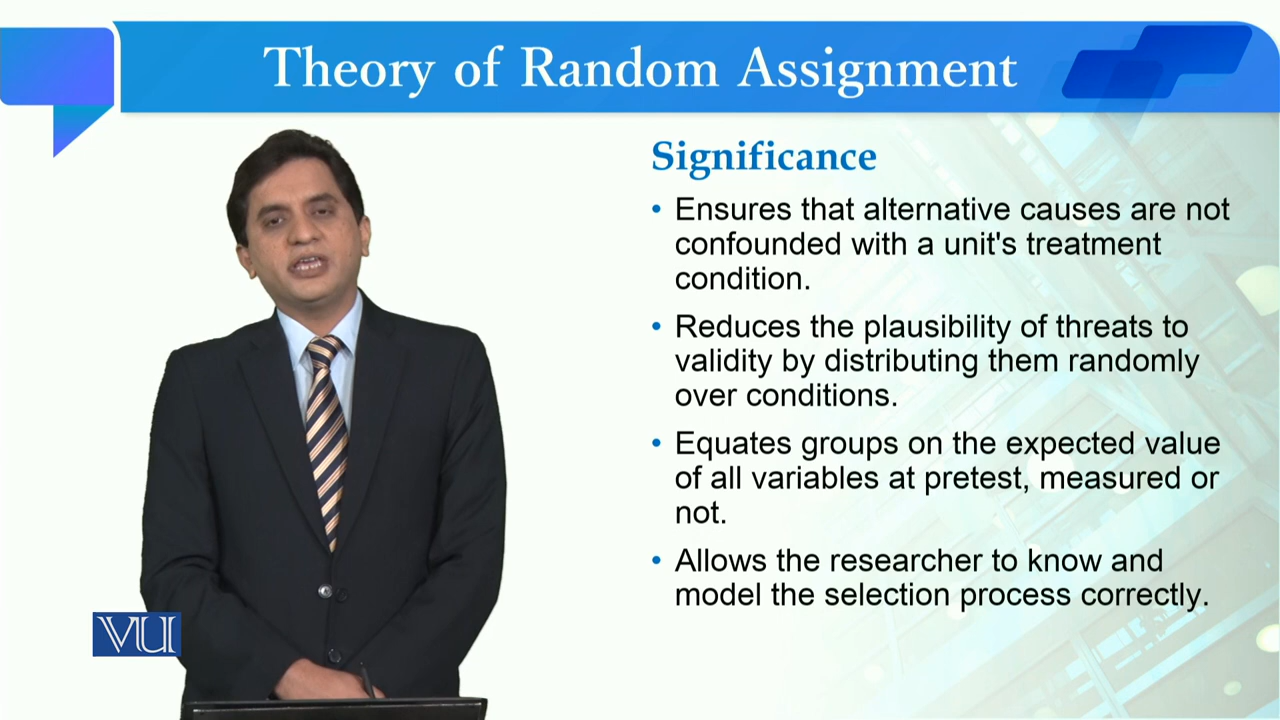 Theory of Random Assignment
Significance
• Ensures that alternative causes are not
confounded with a unit's treatment
condition.
• Reduces the plausibility of threats to
validity by distributing them randomly
over conditions.
• Equates groups on the expected value
of all variables at pretest, measured or
not.
• Allows the researcher to know and
model the selection process correctly.
VU